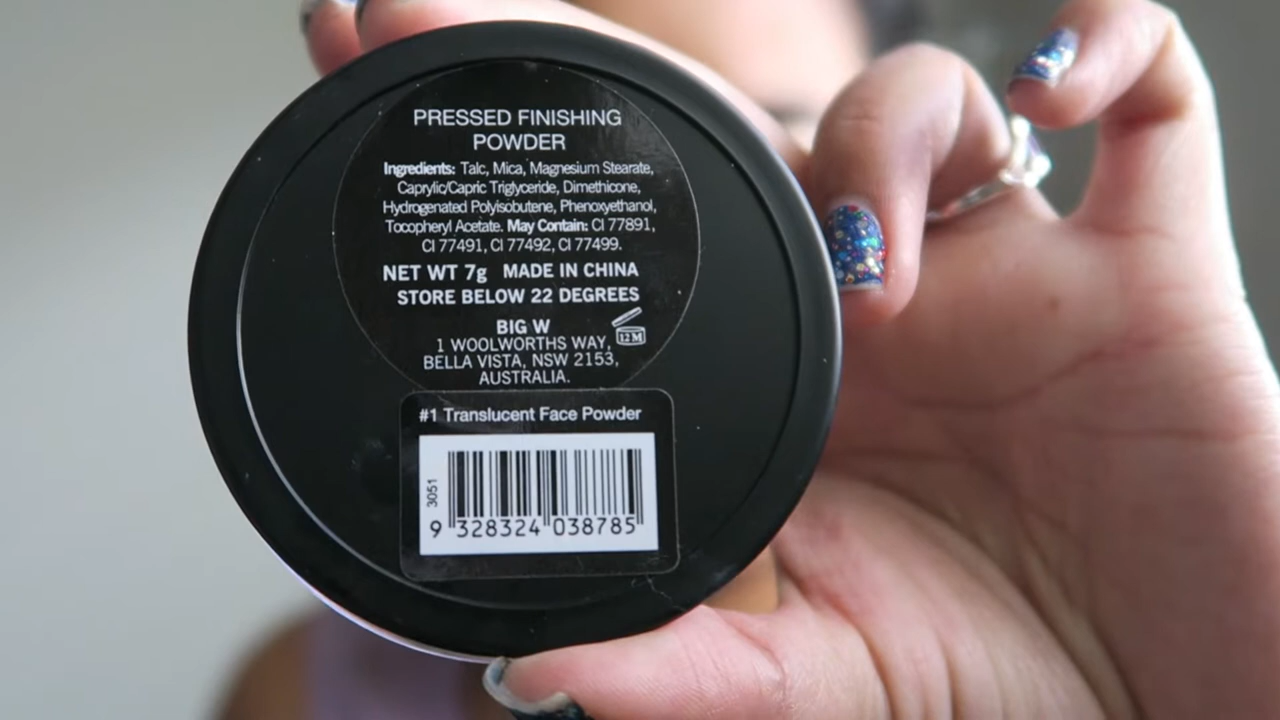 PRESSED FINISHING
POWDER
Ingredients: Talc, Mica, Magnesium Stearate,
Caprylic/Capric Triglyceride, Dimethicone,
Hydrogenated Polyisobutene, Phenoxyethanol,
Tocopheryl Acetate. May Contain: CI 77891,
CI 77491, CI 77492, CI 77499.
NET WT 7g MADE IN CHINA
STORE BELOW 22 DEGREES
BIG W
1 WOOLWORTHS WAY,
12M
BELLA VISTA, NSW 2153,
AUSTRALIA.
#1 Translucent Face Powder
3051
9 328324 038785